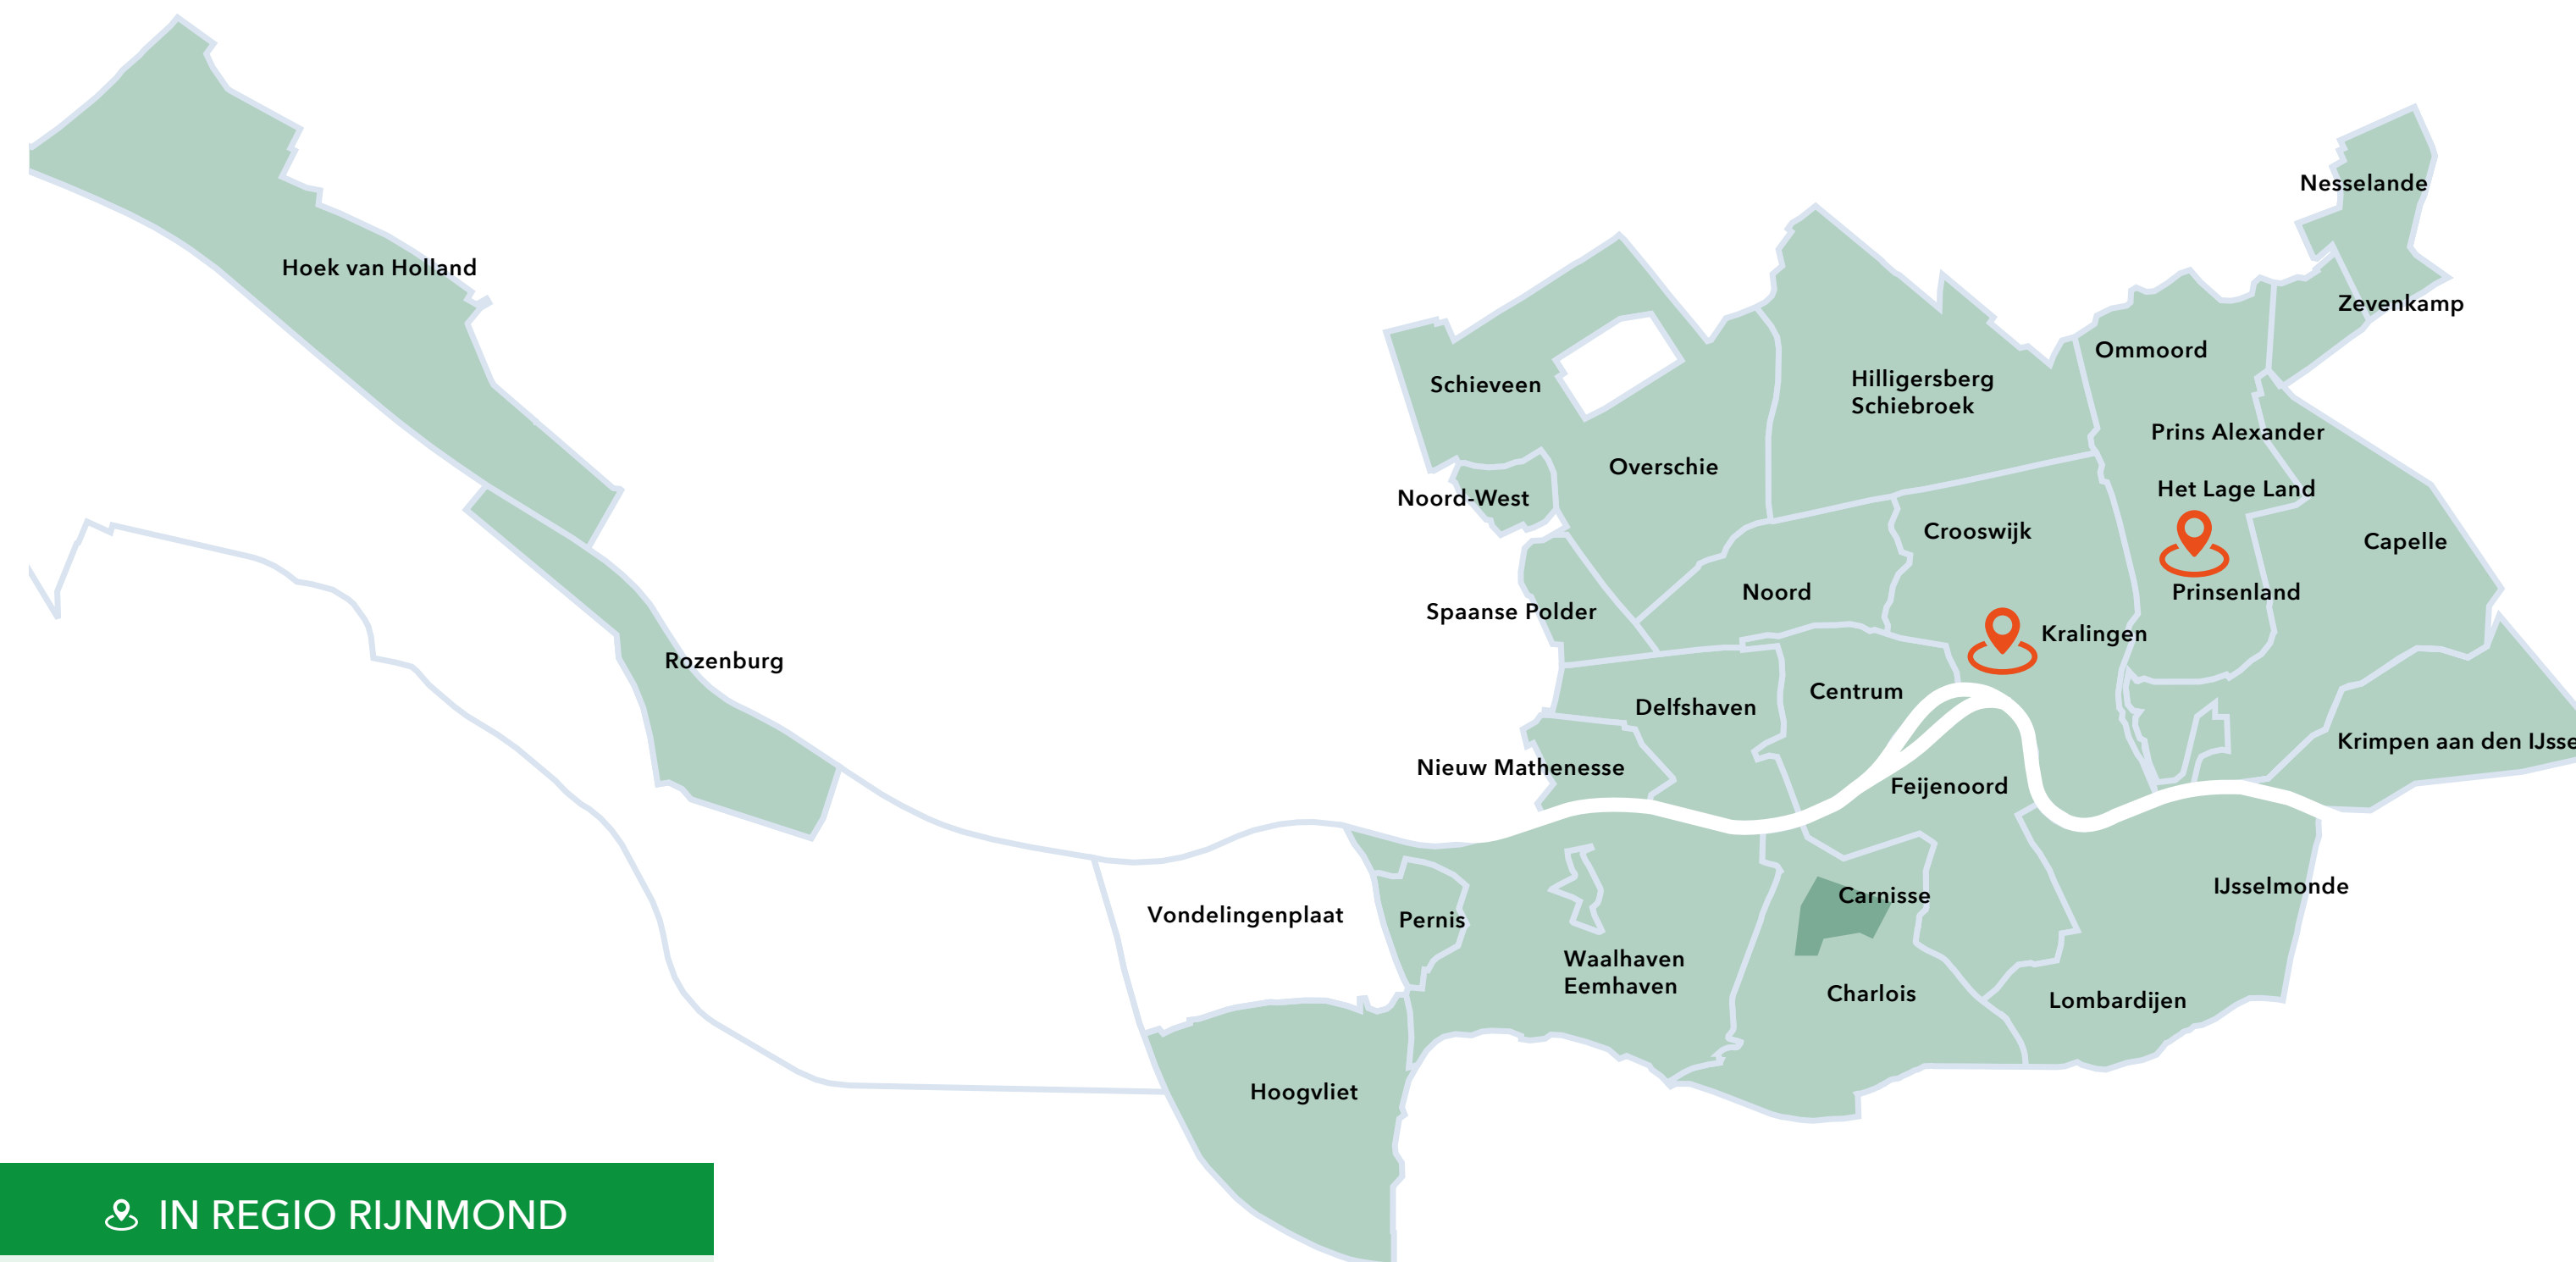 Nesselande
Hoek van Holland
Zevenkamp
Ommoord
Schieveen
Hilligersberg
Schiebroek
Prins Alexander
Overschie
Het Lage Land
Noord-West
Crooswijk
Capelle
Noord
Prinsenland
Spaanse Polder
Kralingen
Rozenburg
Centrum
Delfshaven
Krimpen aan den IJsse
Nieuw Mathenesse
Feijenoord
IJsselmonde
Carnisse
Vondelingenplaat
Pernis
Waalhaven
Eemhaven
Charlois
Lombardijen
Hoogvliet
IN REGIO RIJNMOND